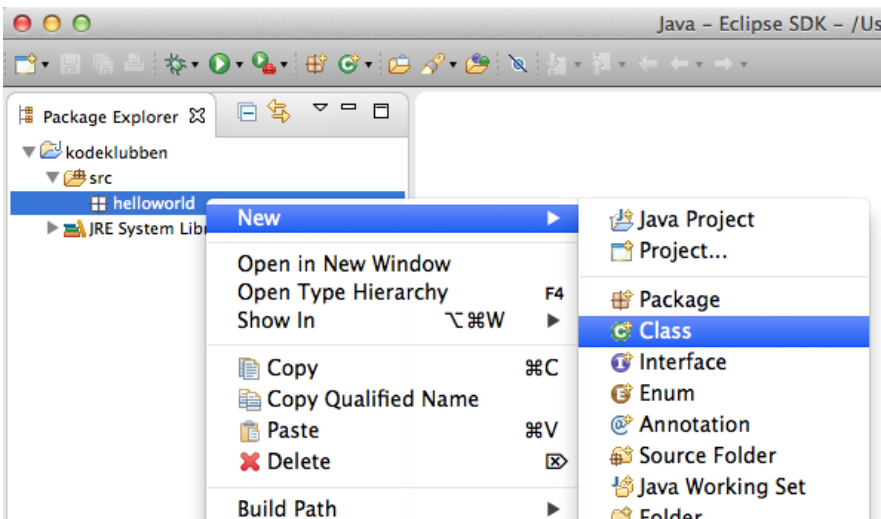 Java – Eclipse SDK – /Us
Package Explorer
kodeklubben
src
helloworld
JRE System Libr
New
Open in New Window
Open Type Hierarchy F4
Show In ⌥⌘W
Copy ⌘C
Copy Qualified Name
Paste ⌘V
Delete ⌦
Build Path
Java Project
Project...
Package
Class
Interface
Enum
Annotation
Source Folder
Java Working Set
Folder